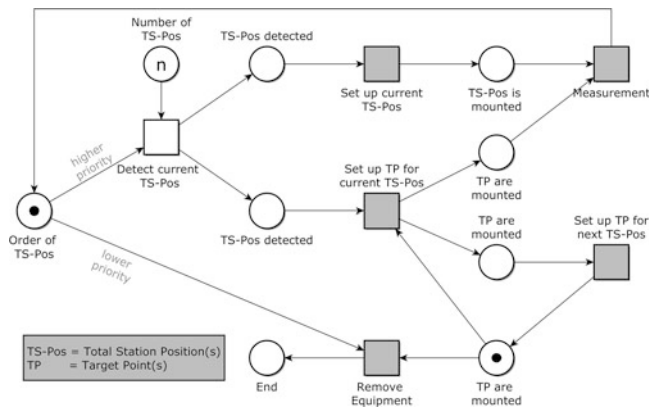 Number of
TS-Pos
n
TS-Pos detected
Set up current
TS-Pos
TS-Pos is
mounted
Measurement
higher
priority
Detect current
TS-Pos
Set up TP for
current TS-Pos
TP are
mounted
TP are
mounted
Set up TP for
next TS-Pos
Order of
TS-Pos
TS-Pos detected
lower
priority
TS-Pos = Total Station Position(s)
TP = Target Point(s)
End
Remove
Equipment
TP are
mounted